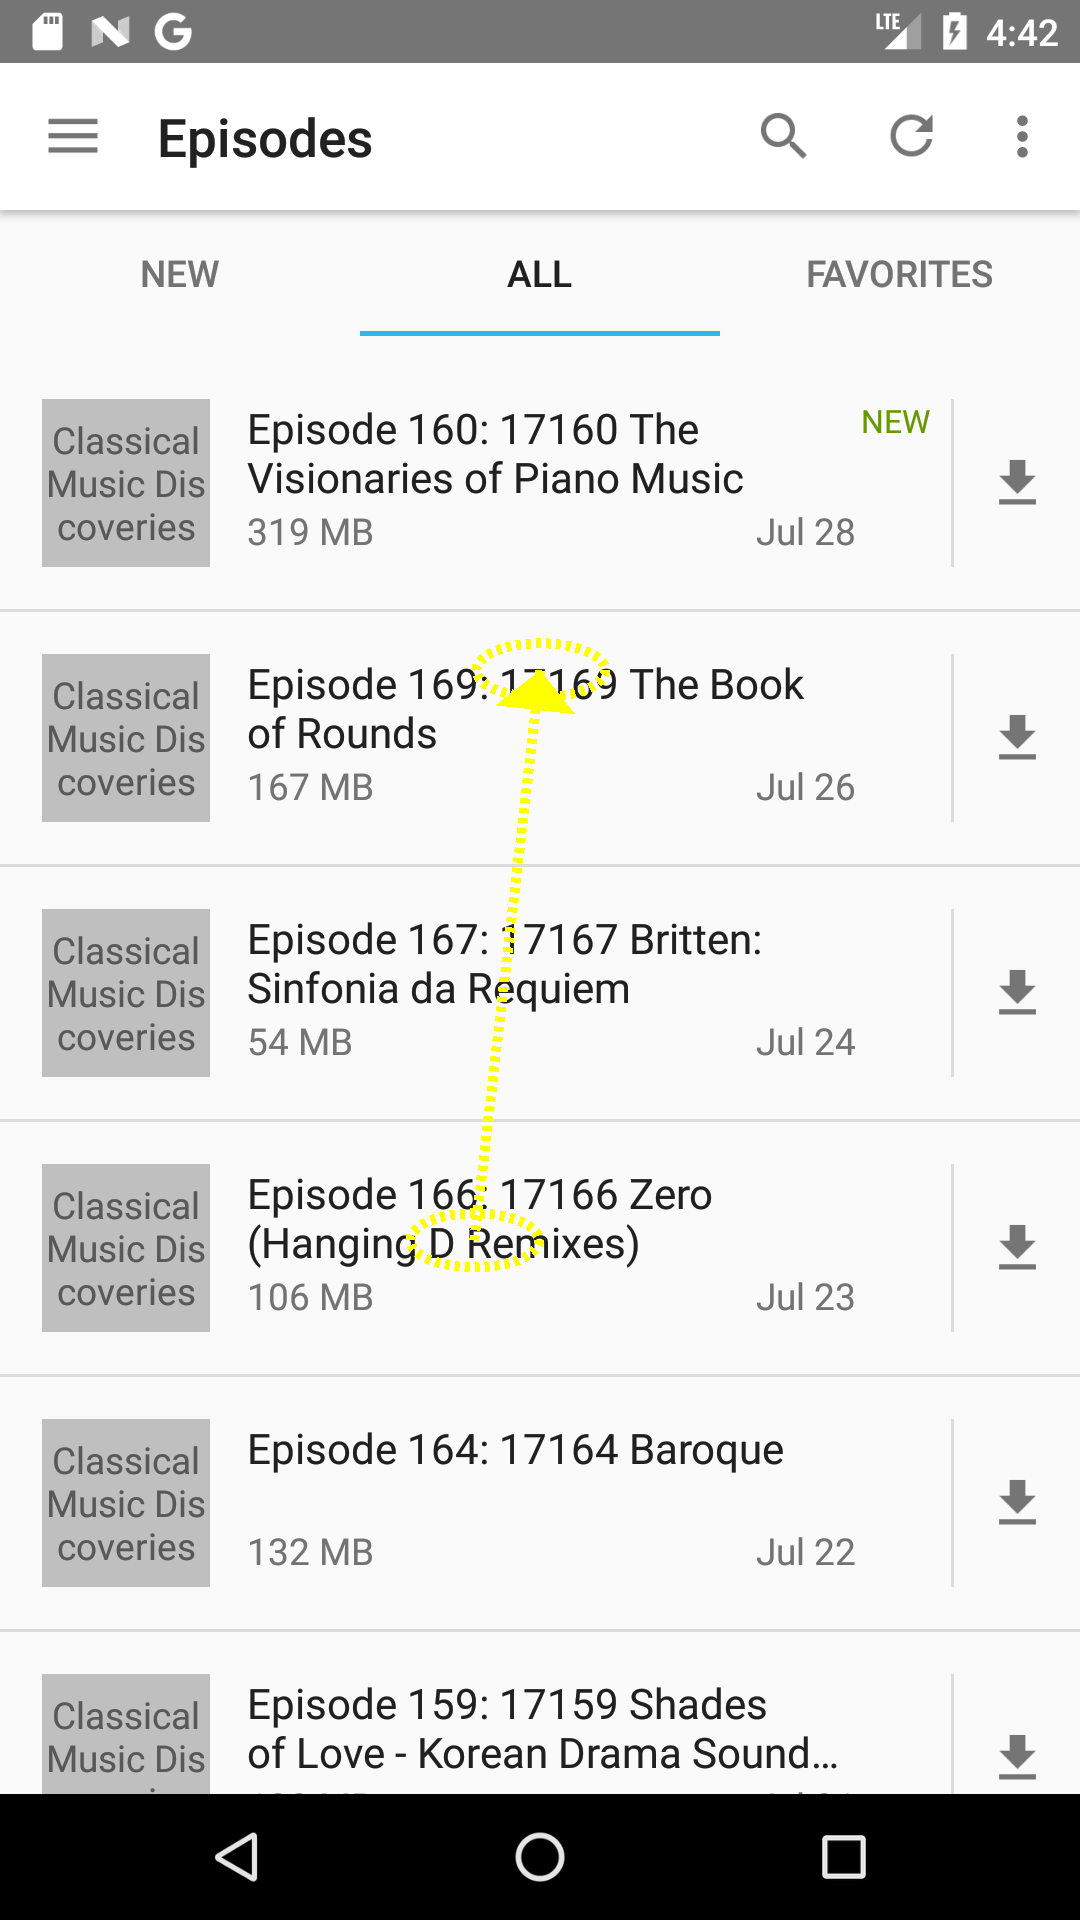 LTE 4:42
Episodes
NEW ALL FAVORITES
Classical
Music Dis
coveries
Episode 160: 17160 The
Visionaries of Piano Music
319 MB Jul 28
NEW
Classical
Music Dis
coveries
Episode 169: 17169 The Book
of Rounds
167 MB Jul 26
Classical
Music Dis
coveries
Episode 167: 17167 Britten:
Sinfonia da Requiem
54 MB Jul 24
Classical
Music Dis
coveries
Episode 166: 17166 Zero
(Hanging D Remixes)
106 MB Jul 23
Classical
Music Dis
coveries
Episode 164: 17164 Baroque
132 MB Jul 22
Classical
Music Dis
Episode 159: 17159 Shades
of Love - Korean Drama Sound...